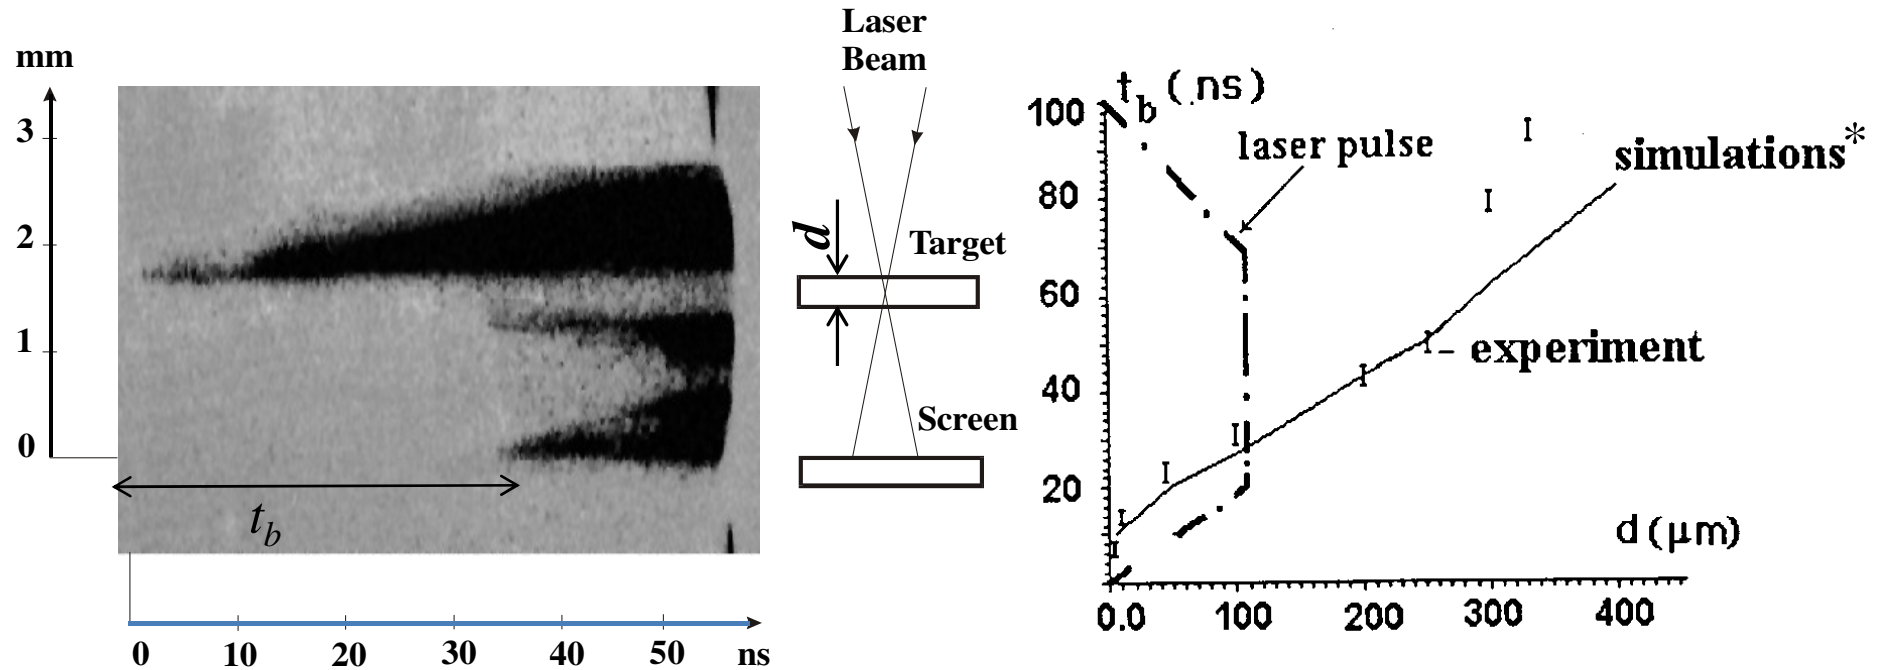 mm
3
2
1
0
t_b
0 10 20 30 40 50 ns
Laser
Beam
d
Target
Screen
t_b (ns)
100
80
60
40
20
laser pulse
simulations*
experiment
d (μm)
0.0 100 200 300 400